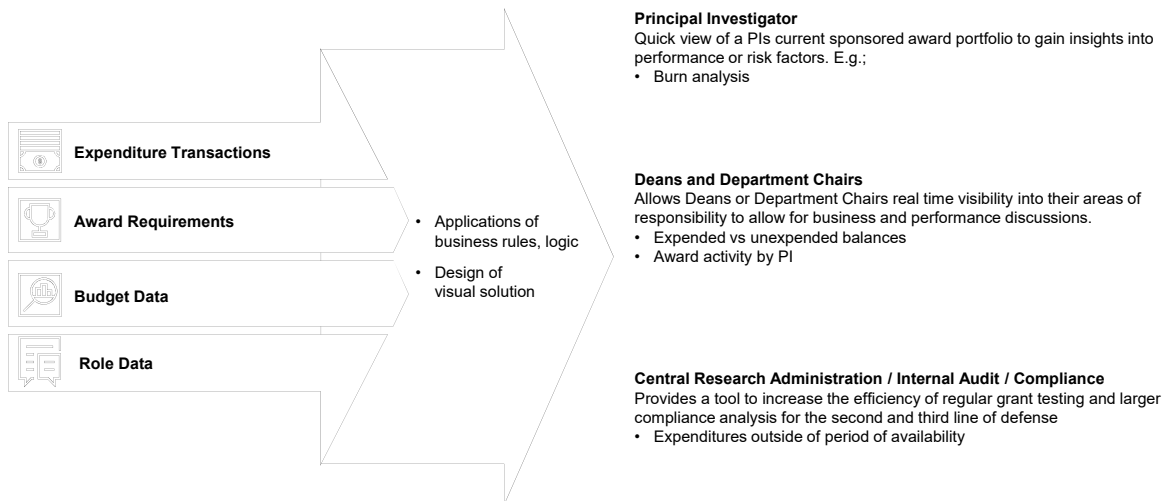 Expenditure Transactions
Award Requirements
Budget Data
Role Data
• Applications of
business rules, logic
• Design of
visual solution
Principal Investigator
Quick view of a PIs current sponsored award portfolio to gain insights into
performance or risk factors. E.g.;
• Burn analysis
Deans and Department Chairs
Allows Deans or Department Chairs real time visibility into their areas of
responsibility to allow for business and performance discussions.
• Expended vs unexpended balances
• Award activity by PI
Central Research Administration / Internal Audit / Compliance
Provides a tool to increase the efficiency of regular grant testing and larger
compliance analysis for the second and third line of defense
• Expenditures outside of period of availability